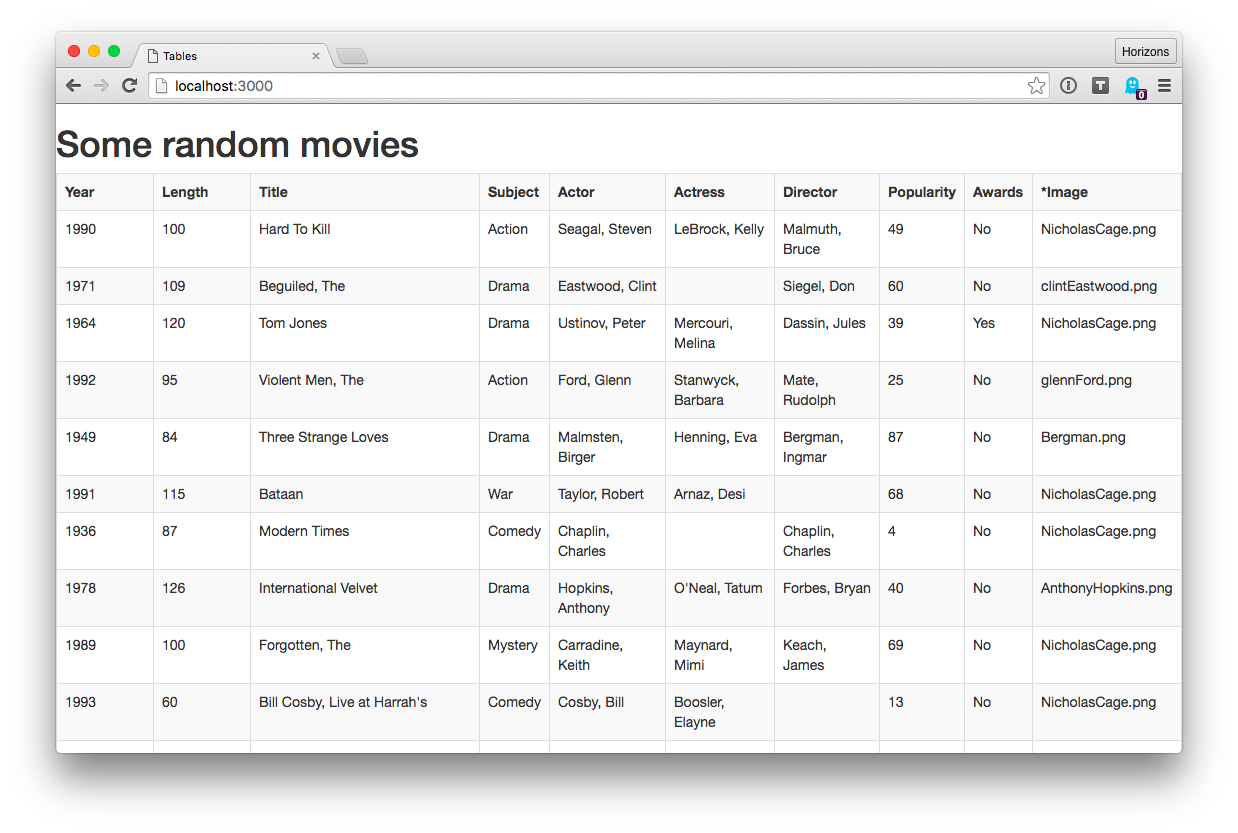 Tables
Horizons
localhost:3000
T
0
Some random movies
Year Length Title Subject Actor Actress Director Popularity Awards *Image
1990 100 Hard To Kill Action Seagal, Steven LeBrock, Kelly Malmuth, Bruce 49 No NicholasCage.png
1971 109 Beguiled, The Drama Eastwood, Clint Siegel, Don 60 No clintEastwood.png
1964 120 Tom Jones Drama Ustinov, Peter Mercouri, Melina Dassin, Jules 39 Yes NicholasCage.png
1992 95 Violent Men, The Action Ford, Glenn Stanwyck, Barbara Mate, Rudolph 25 No glennFord.png
1949 84 Three Strange Loves Drama Malmsten, Birger Henning, Eva Bergman, Ingmar 87 No Bergman.png
1991 115 Bataan War Taylor, Robert Arnaz, Desi 68 No NicholasCage.png
1936 87 Modern Times Comedy Chaplin, Charles Chaplin, Charles 4 No NicholasCage.png
1978 126 International Velvet Drama Hopkins, Anthony O'Neal, Tatum Forbes, Bryan 40 No AnthonyHopkins.png
1989 100 Forgotten, The Mystery Carradine, Keith Maynard, Mimi Keach, James 69 No NicholasCage.png
1993 60 Bill Cosby, Live at Harrah's Comedy Cosby, Bill Boosler, Elayne 13 No NicholasCage.png